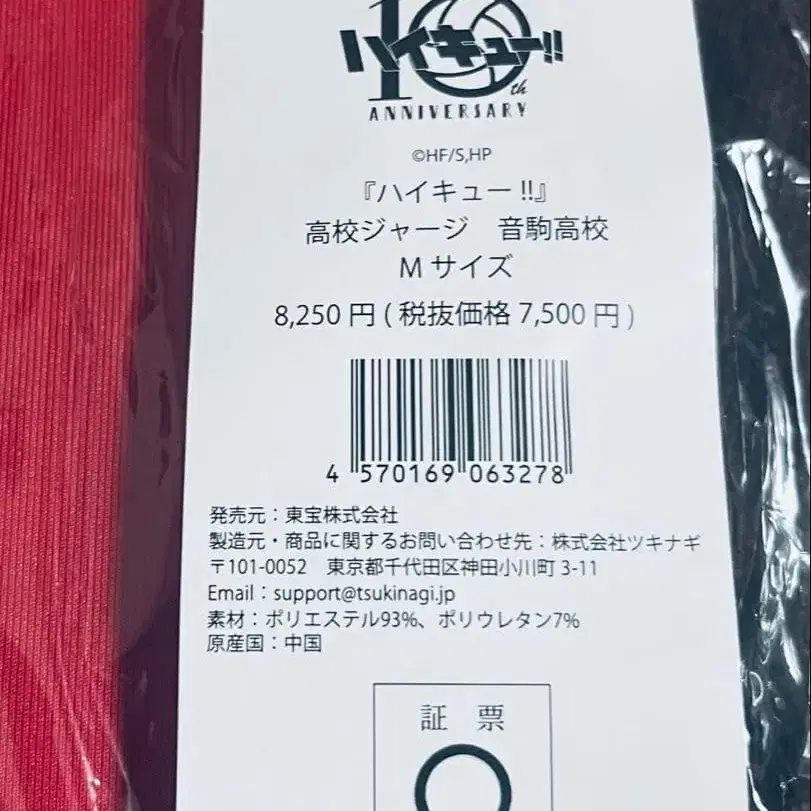 10th
ハイキュー!!
ANNIVERSARY
©HF/S,HP
『ハイキュー!!』
高校ジャージ　音駒高校
Mサイズ
8,250円(税抜価格7,500円)
4 570169 063278
発売元：東宝株式会社
製造元・商品に関するお問い合わせ先：株式会社ツキナギ
〒101-0052　東京都千代田区神田小川町3-11
Email：support@tsukinagi.jp
素材：ポリエステル93%、ポリウレタン7%
原産国：中国
証 票